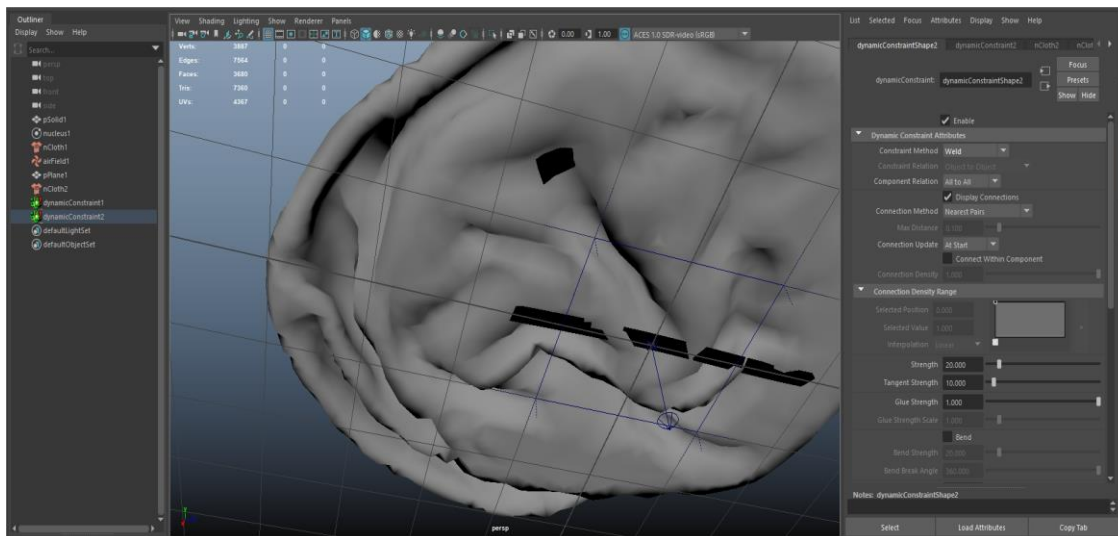 Outliner
Display Show Help
Search...
persp
top
front
side
pSolid1
nucleus1
nCloth1
airField1
pPlane1
nCloth2
dynamicConstraint1
dynamicConstraint2
defaultLightSet
defaultObjectSet
View Shading Lighting Show Renderer Panels
0.00 1.00 ACES 1.0 SDR-video (sRGB)
Verts: 3887 0 0
Edges: 7564 0 0
Faces: 3680 0 0
Tris: 7360 0 0
UVs: 4367 0 0
persp
List Selected Focus Attributes Display Show Help
dynamicConstraintShape2 dynamicConstraint2 nCloth2 nClot
Focus
dynamicConstraint: dynamicConstraintShape2
Presets
Show Hide
Enable
Dynamic Constraint Attributes
Constraint Method Weld
Constraint Relation Object to Object
Component Relation All to All
Display Connections
Connection Method Nearest Pairs
Max Distance 0.100
Connection Update At Start
Connect Within Component
Connection Density 1.000
Connection Density Range
Selected Position 0.000
Selected Value 1.000
Interpolation Linear
Strength 20.000
Tangent Strength 10.000
Glue Strength 1.000
Glue Strength Scale 1.000
Bend
Bend Strength 20.000
Bend Break Angle 360.000
Notes: dynamicConstraintShape2
Select Load Attributes Copy Tab